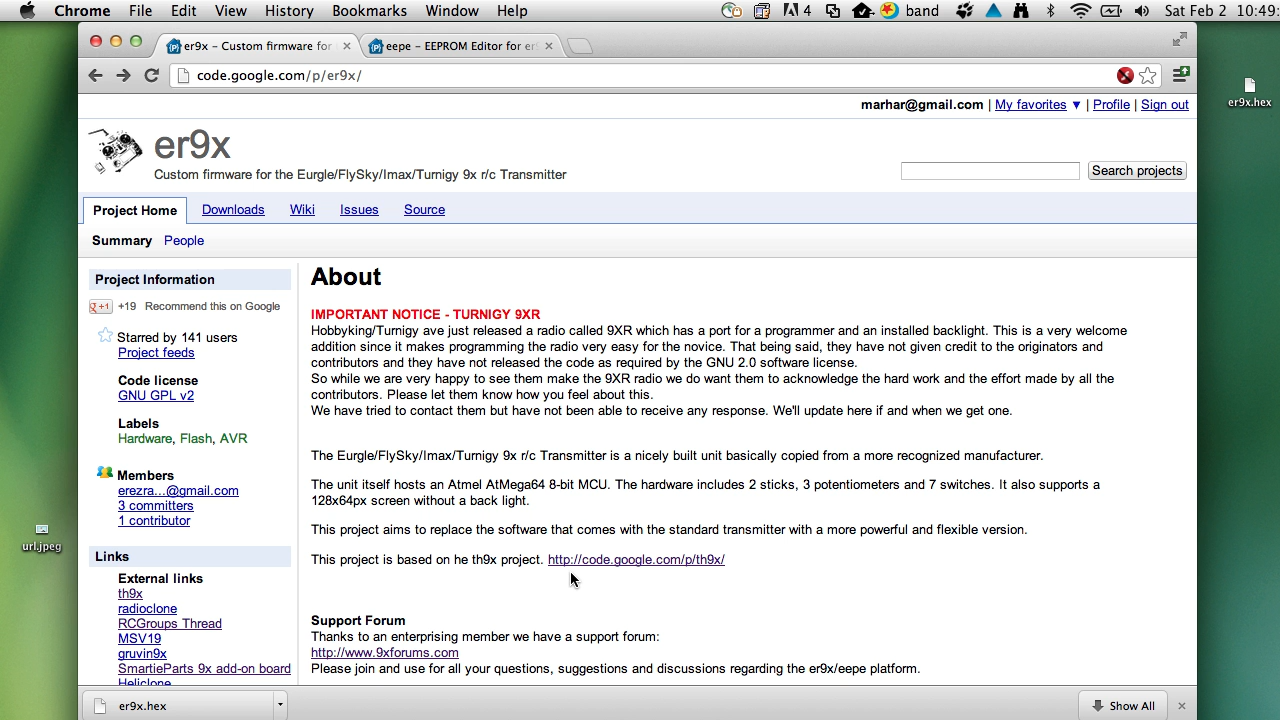 Chrome File Edit View History Bookmarks Window Help
4 band Sat Feb 2 10:49
er9x – Custom firmware for
eepe – EEPROM Editor for er
code.google.com/p/er9x/
er9x.hex
marhar@gmail.com | My favorites ▼ | Profile | Sign out
er9x
Custom firmware for the Eurgle/FlySky/Imax/Turnigy 9x r/c Transmitter
Search projects
Project Home Downloads Wiki Issues Source
Summary People
Project Information
+1 +19 Recommend this on Google
Starred by 141 users
Project feeds
Code license
GNU GPL v2
Labels
Hardware, Flash, AVR
Members
erezra...@gmail.com
3 committers
1 contributor
Links
External links
th9x
radioclone
RCGroups Thread
MSV19
gruvin9x
SmartieParts 9x add-on board
Heliclone
About
IMPORTANT NOTICE - TURNIGY 9XR
Hobbyking/Turnigy ave just released a radio called 9XR which has a port for a programmer and an installed backlight. This is a very welcome
addition since it makes programming the radio very easy for the novice. That being said, they have not given credit to the originators and
contributors and they have not released the code as required by the GNU 2.0 software license.
So while we are very happy to see them make the 9XR radio we do want them to acknowledge the hard work and the effort made by all the
contributors. Please let them know how you feel about this.
We have tried to contact them but have not been able to receive any response. We'll update here if and when we get one.
The Eurgle/FlySky/Imax/Turnigy 9x r/c Transmitter is a nicely built unit basically copied from a more recognized manufacturer.
The unit itself hosts an Atmel AtMega64 8-bit MCU. The hardware includes 2 sticks, 3 potentiometers and 7 switches. It also supports a
128x64px screen without a back light.
This project aims to replace the software that comes with the standard transmitter with a more powerful and flexible version.
This project is based on he th9x project. http://code.google.com/p/th9x/
Support Forum
Thanks to an enterprising member we have a support forum:
http://www.9xforums.com
Please join and use for all your questions, suggestions and discussions regarding the er9x/eepe platform.
url.jpeg
er9x.hex
Show All